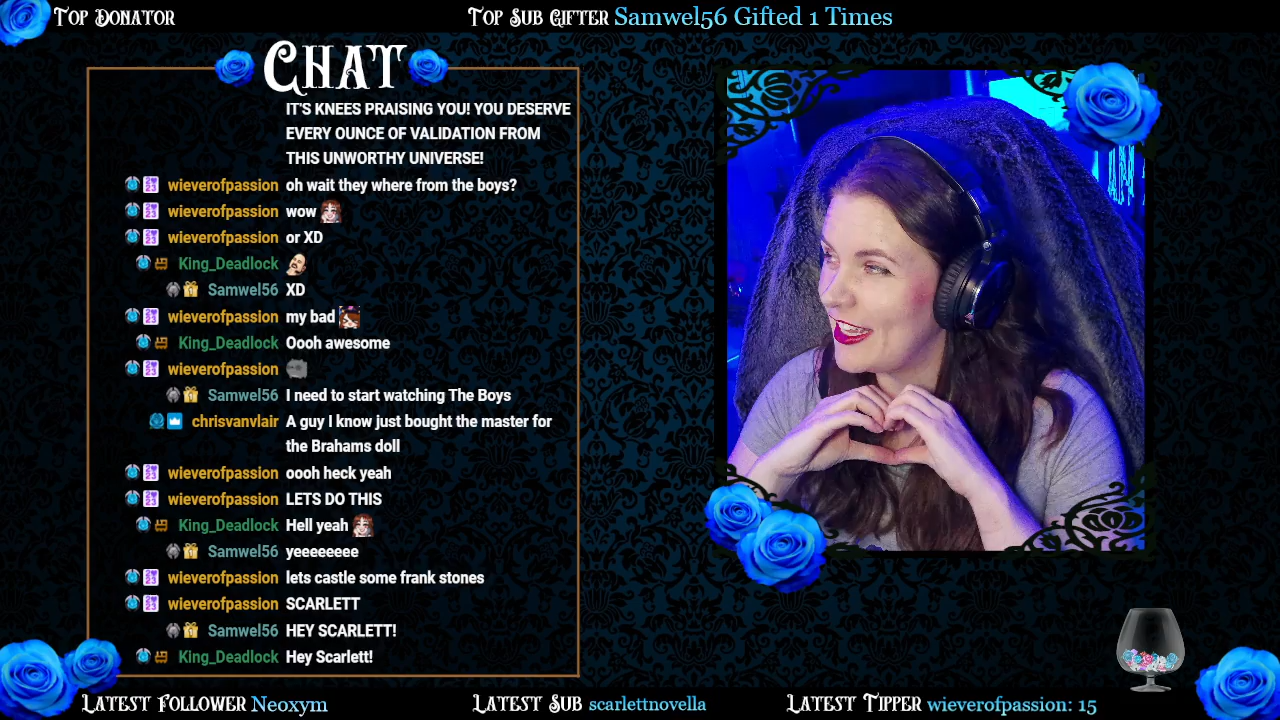 Top Donator
Top Sub Gifter Samwel56 Gifted 1 Times
Chat
IT'S KNEES PRAISING YOU! YOU DESERVE
EVERY OUNCE OF VALIDATION FROM
THIS UNWORTHY UNIVERSE!
wieverofpassion oh wait they where from the boys?
wieverofpassion wow
wieverofpassion or XD
King_Deadlock
Samwel56 XD
wieverofpassion my bad
King_Deadlock Oooh awesome
wieverofpassion
Samwel56 I need to start watching The Boys
chrisvanvlair A guy I know just bought the master for
the Brahams doll
wieverofpassion oooh heck yeah
wieverofpassion LETS DO THIS
King_Deadlock Hell yeah
Samwel56 yeeeeeeee
wieverofpassion lets castle some frank stones
wieverofpassion SCARLETT
Samwel56 HEY SCARLETT!
King_Deadlock Hey Scarlett!
Latest Follower Neoxym
Latest Sub scarlettnovella
Latest Tipper wieverofpassion: 15